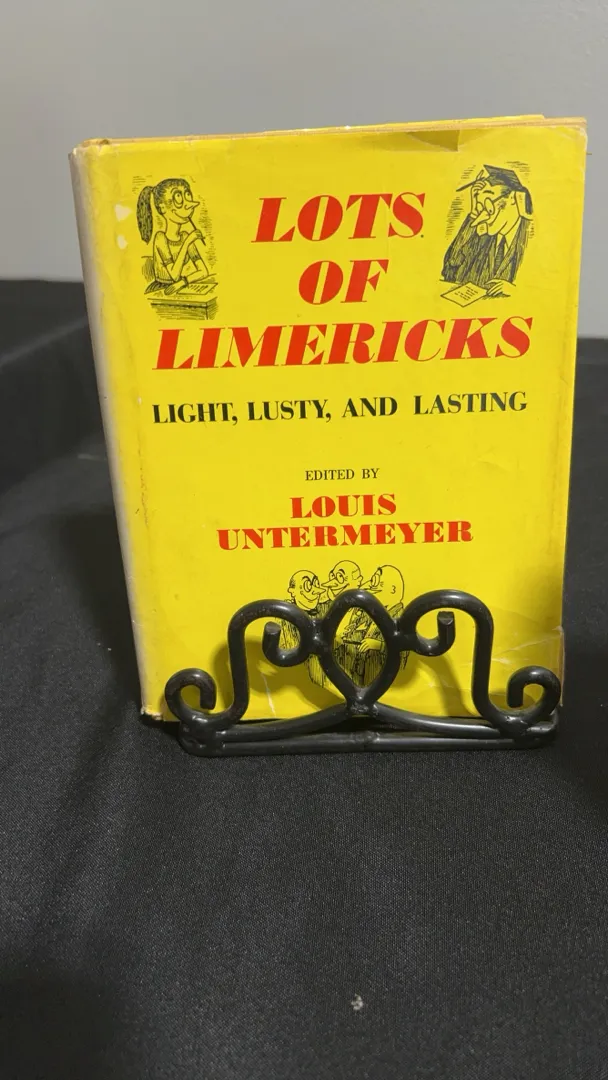 LOTS
OF
LIMERICKS
LIGHT, LUSTY, AND LASTING
EDITED BY
LOUIS
UNTERMEYER